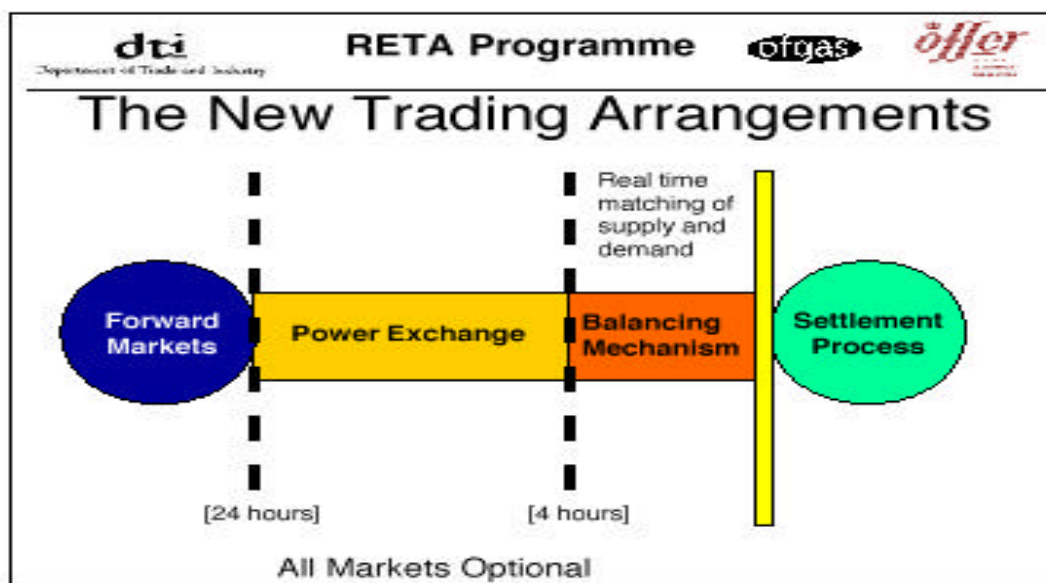 dti
Department of Trade and Industry
RETA Programme
ofgas
offer
The New Trading Arrangements
Real time
matching of
supply and
demand
Forward
Markets
Power Exchange
Balancing
Mechanism
Settlement
Process
[24 hours]
[4 hours]
All Markets Optional